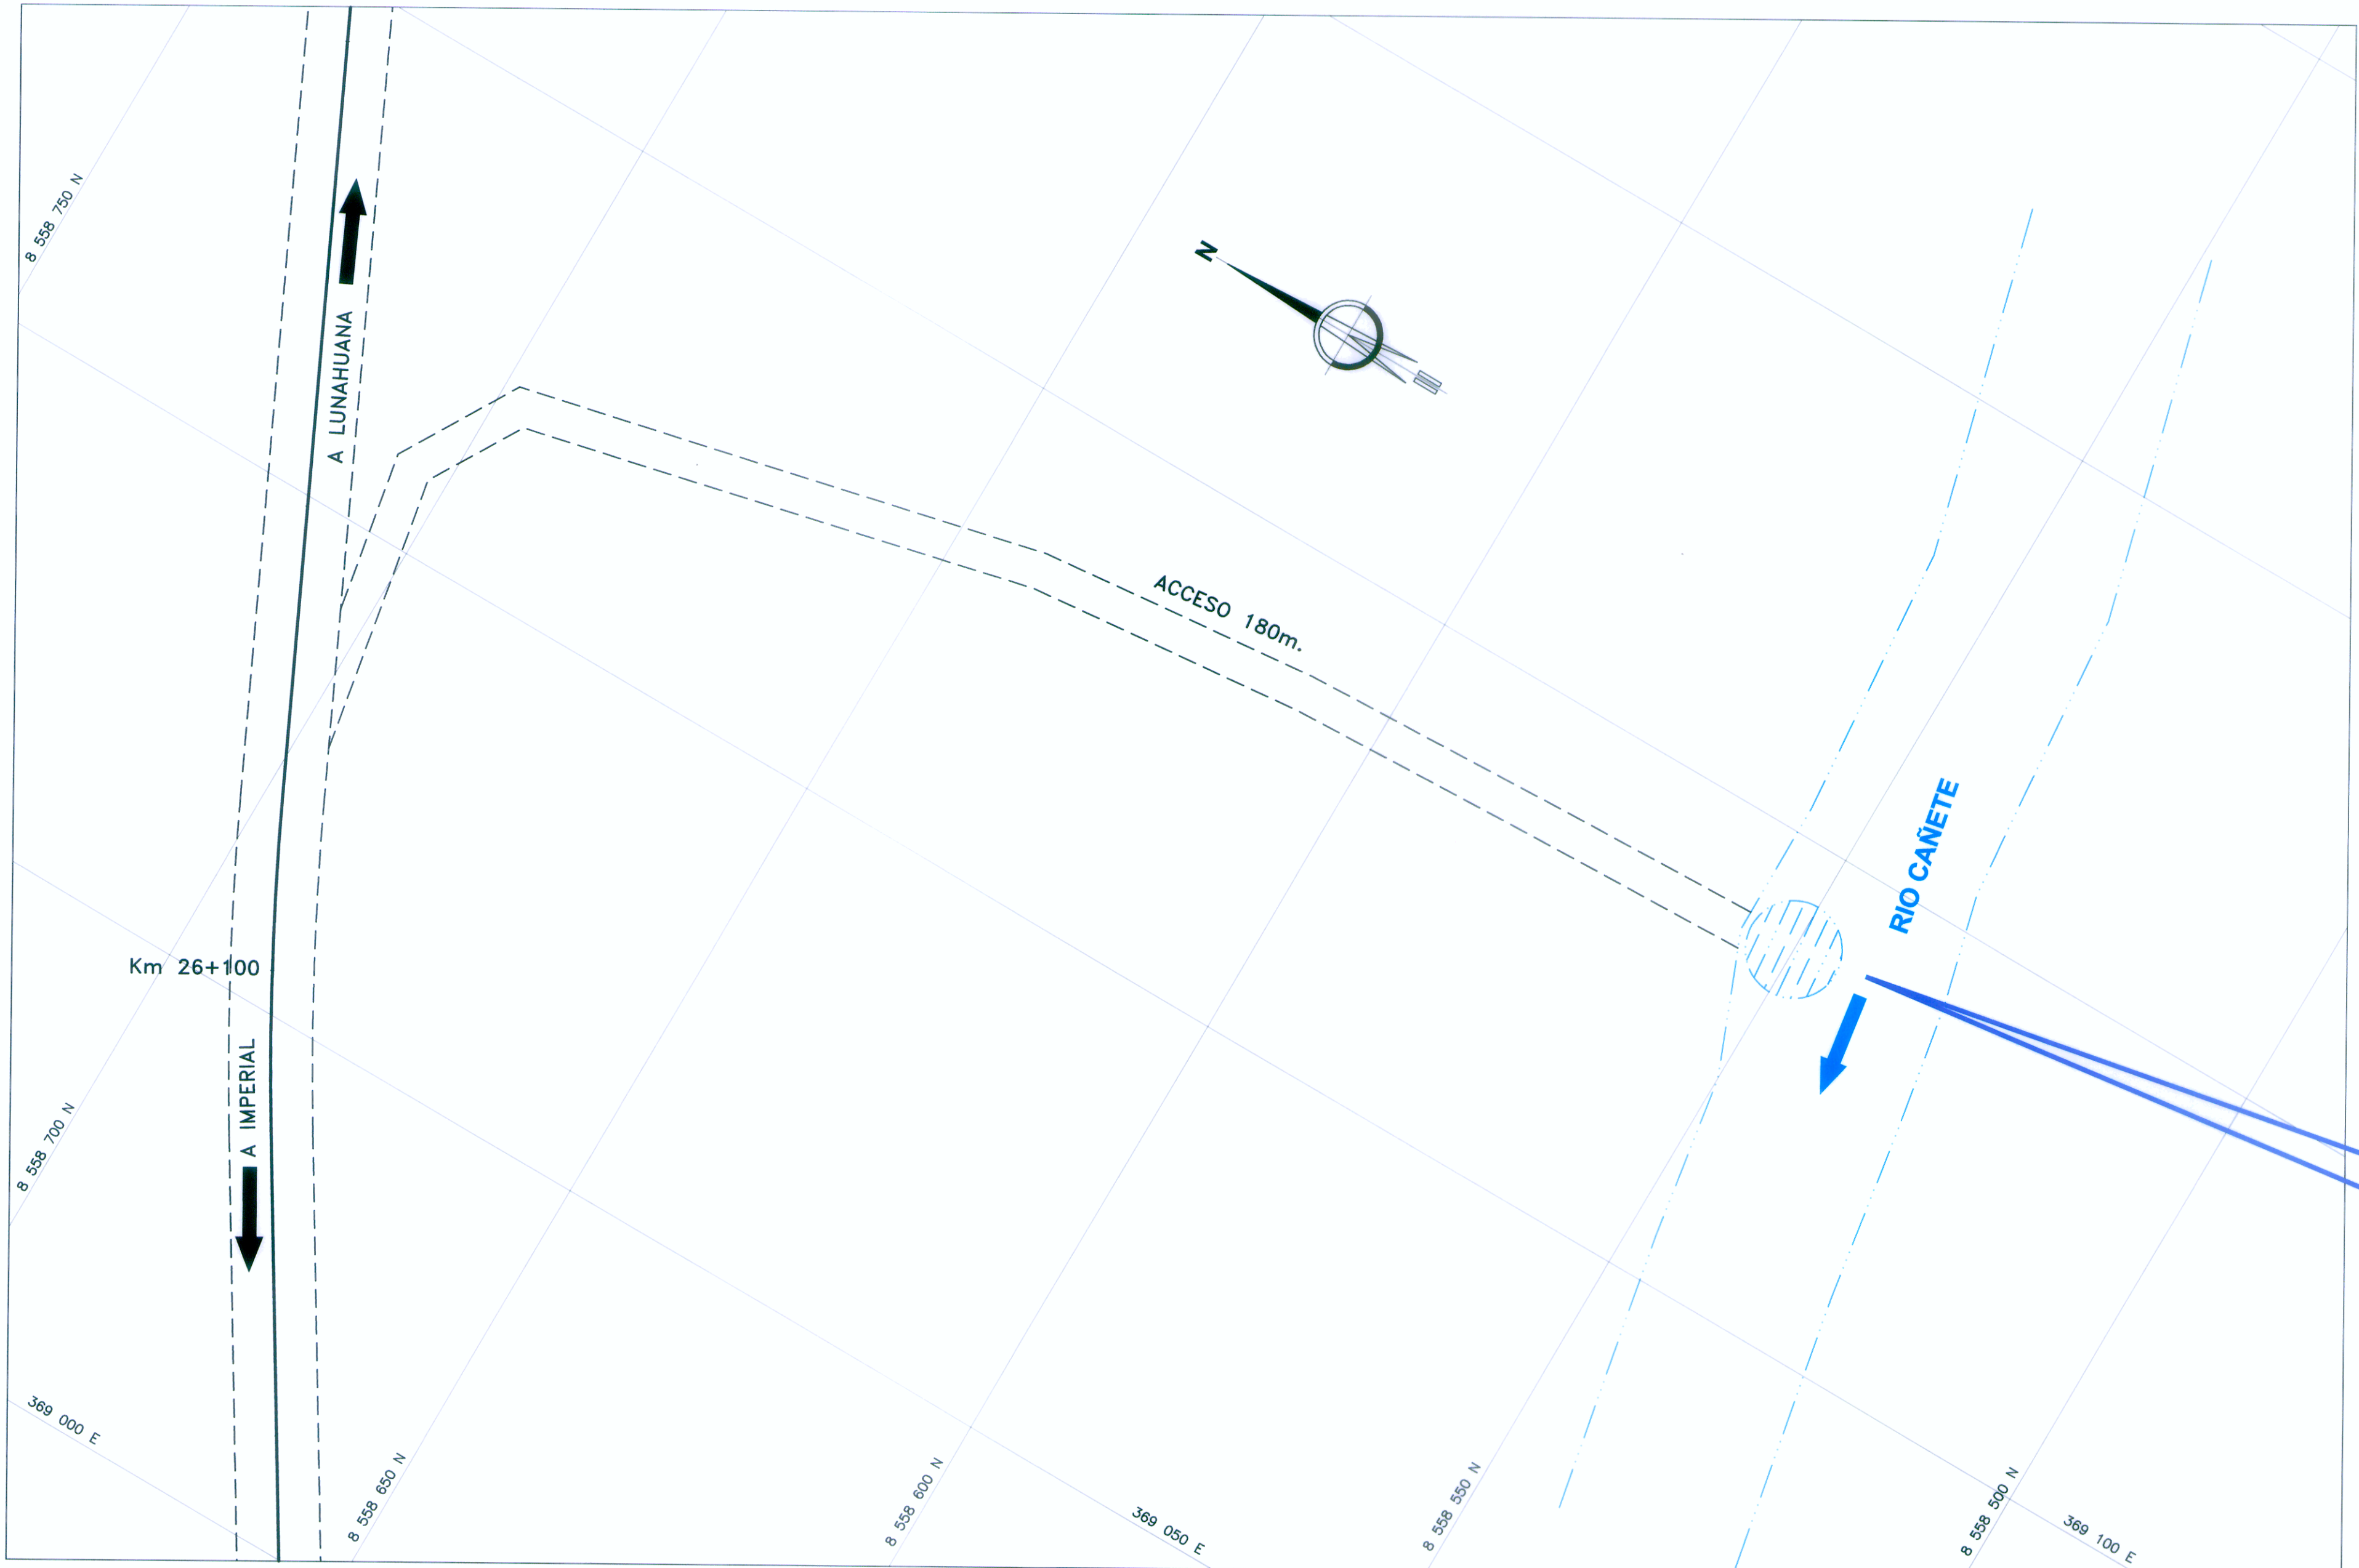 8 558 750 N
N
A LUNAHUANA
ACCESO 180m.
RIO CAÑETE
Km 26+100
A IMPERIAL
8 558 700 N
369 000 E
8 558 650 N
8 558 600 N
369 050 E
8 558 550 N
8 558 500 N
369 100 E